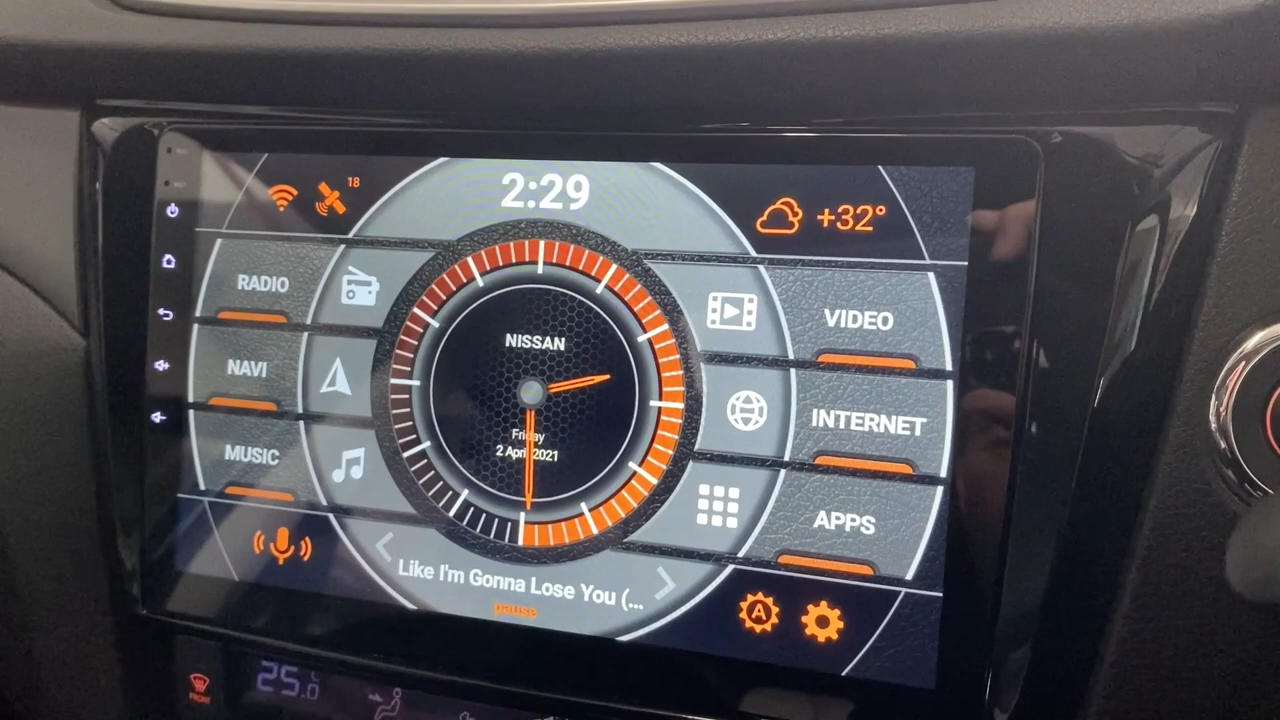 18
2:29
+32°
RADIO
VIDEO
NISSAN
NAVI
INTERNET
Friday
2 April 2021
MUSIC
APPS
Like I'm Gonna Lose You (...
pause
A
FRONT
25.0